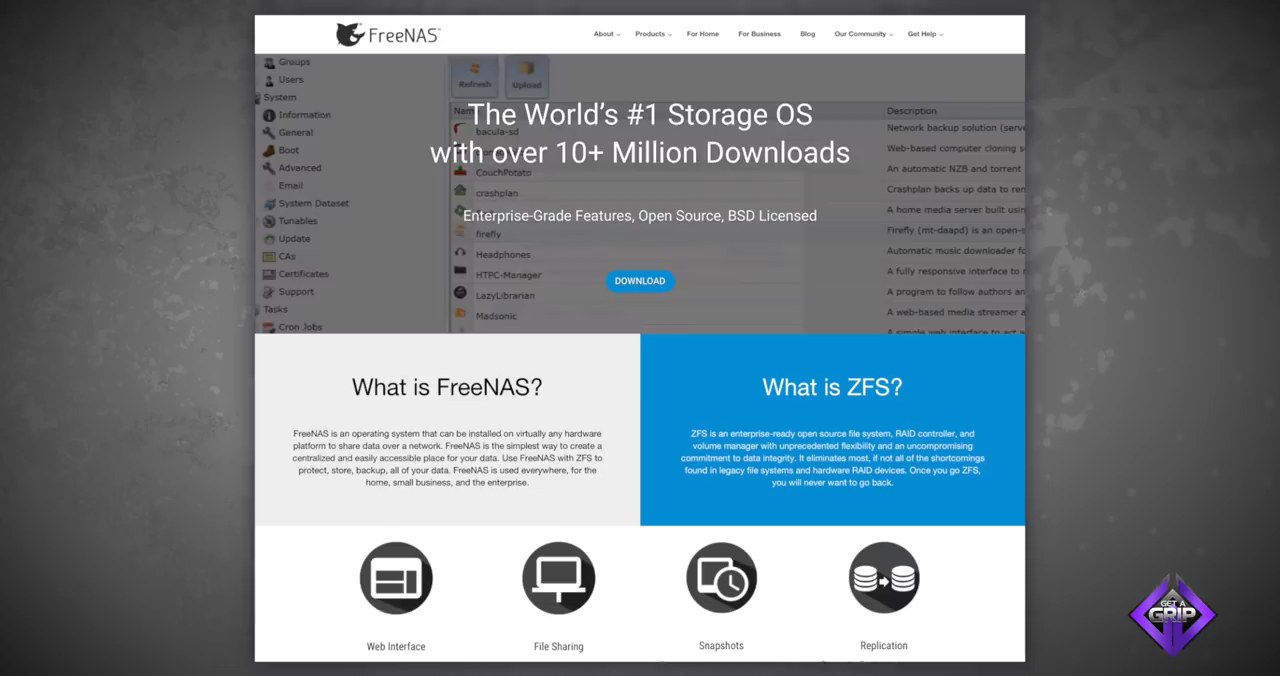 FreeNAS™
About
Products
For Home
For Business
Blog
Our Community
Get Help
Groups
Users
System
Information
General
Boot
Advanced
Email
System Dataset
Tunables
Update
CAs
Certificates
Support
Tasks
Cron Jobs
Refresh
Upload
Description
The World's #1 Storage OS
with over 10+ Million Downloads
Enterprise-Grade Features, Open Source, BSD Licensed
DOWNLOAD
bacula-sd
CouchPotato
crashplan
firefly
Headphones
HTPC-Manager
LazyLibrarian
Madsonic
Network backup solution (serve
Web-based computer cloning s
An automatic NZB and torrent
Crashplan backs up data to ren
A home media server built usin
Firefly (mt-daapd) is an open-s
Automatic music downloader fo
A fully responsive interface to
A program to follow authors an
A web-based media streamer a
What is FreeNAS?
FreeNAS is an operating system that can be installed on virtually any hardware
platform to share data over a network. FreeNAS is the simplest way to create a
centralized and easily accessible place for your data. Use FreeNAS with ZFS to
protect, store, backup, all of your data. FreeNAS is used everywhere, for the
home, small business, and the enterprise.
What is ZFS?
ZFS is an enterprise-ready open source file system, RAID controller, and
volume manager with unprecedented flexibility and an uncompromising
commitment to data integrity. It eliminates most, if not all of the shortcomings
found in legacy file systems and hardware RAID devices. Once you go ZFS,
you will never want to go back.
Web Interface
File Sharing
Snapshots
Replication
GET A
GRIP